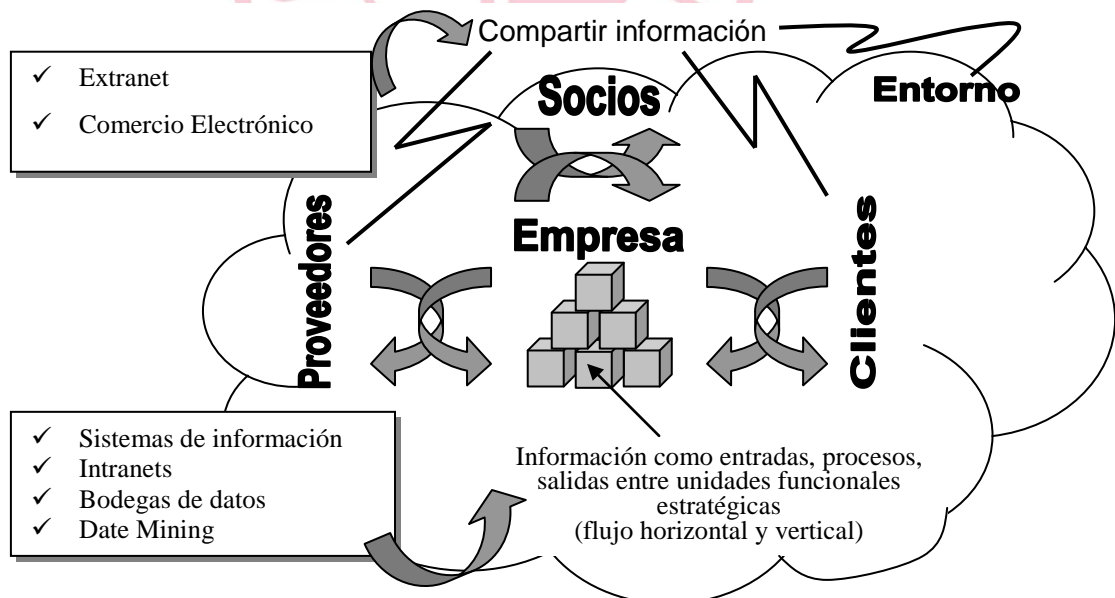 Compartir información
✓ Extranet
✓ Comercio Electrónico
Socios
Entorno
Proveedores
Empresa
Clientes
✓ Sistemas de información
✓ Intranets
✓ Bodegas de datos
✓ Date Mining
Información como entradas, procesos,
salidas entre unidades funcionales
estratégicas
(flujo horizontal y vertical)